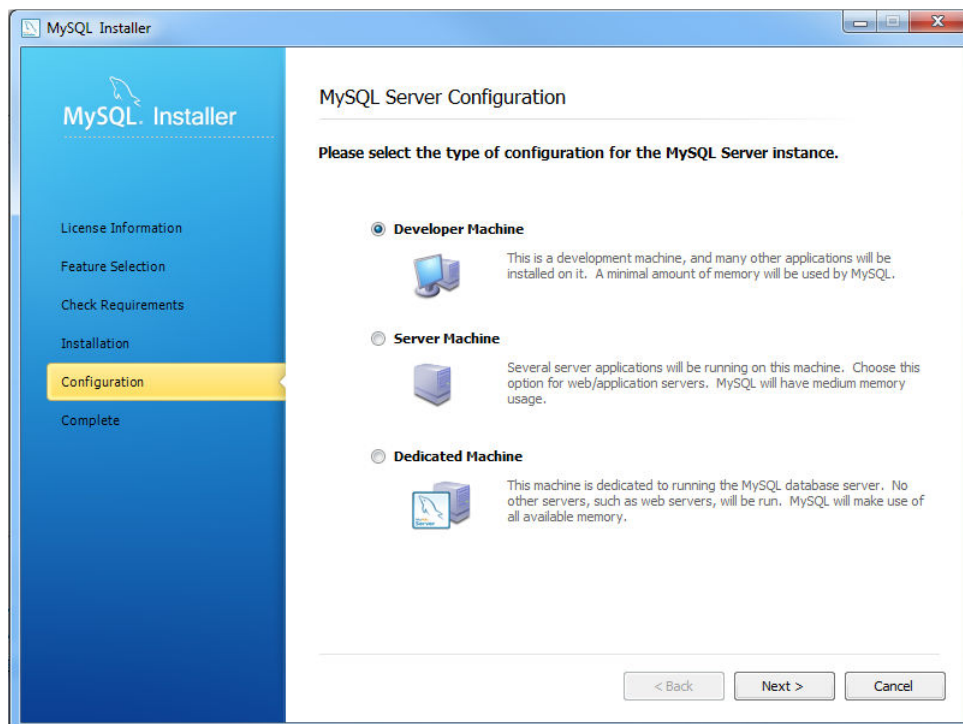 MySQL Installer
MySQL. Installer
License Information
Feature Selection
Check Requirements
Installation
Configuration
Complete
MySQL Server Configuration
Please select the type of configuration for the MySQL Server instance.
Developer Machine
This is a development machine, and many other applications will be
installed on it. A minimal amount of memory will be used by MySQL.
Server Machine
Several server applications will be running on this machine. Choose this
option for web/application servers. MySQL will have medium memory
usage.
Dedicated Machine
This machine is dedicated to running the MySQL database server. No
other servers, such as web servers, will be run. MySQL will make use of
all available memory.
Server
< Back
Next >
Cancel